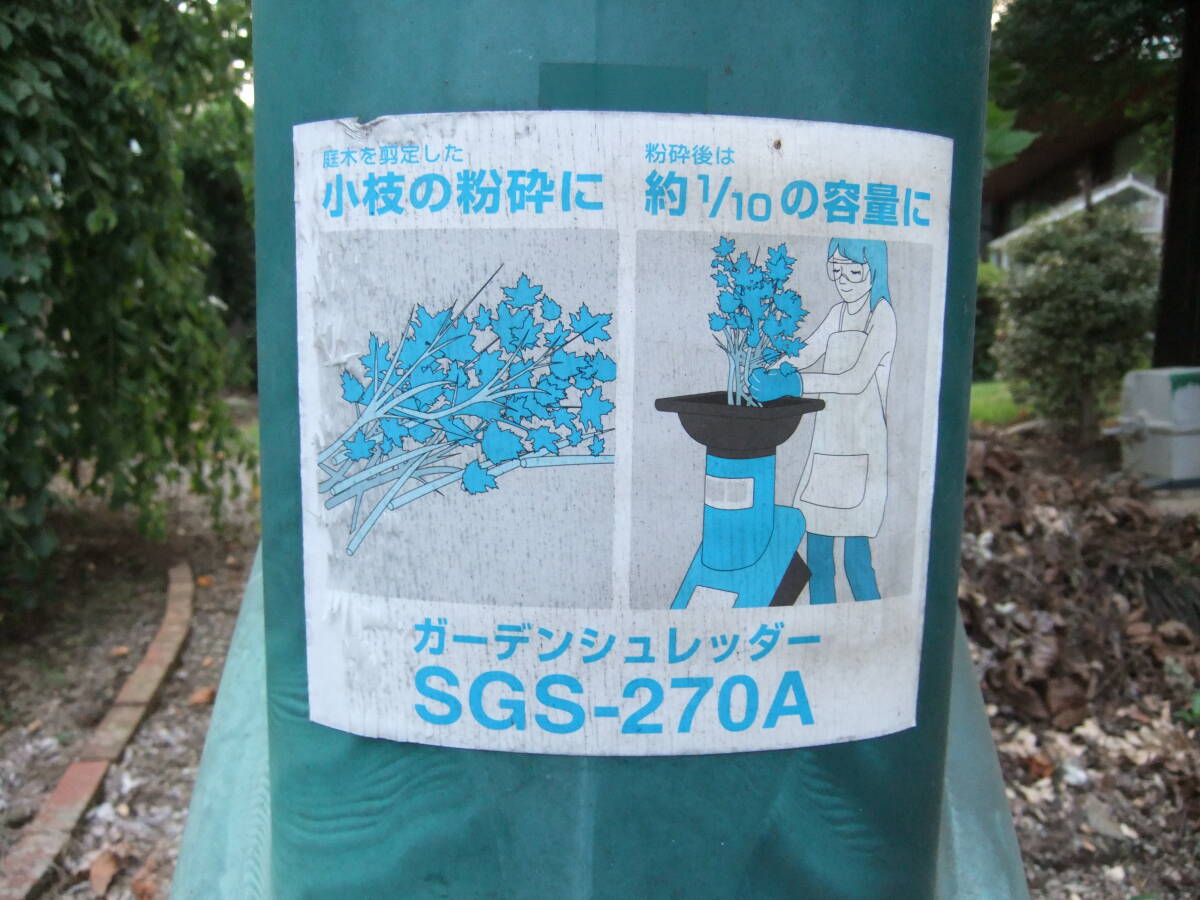 庭木を剪定した
小枝の粉砕に
粉砕後は
約1/10の容量に
ガーデンシュレッダー
SGS-270A